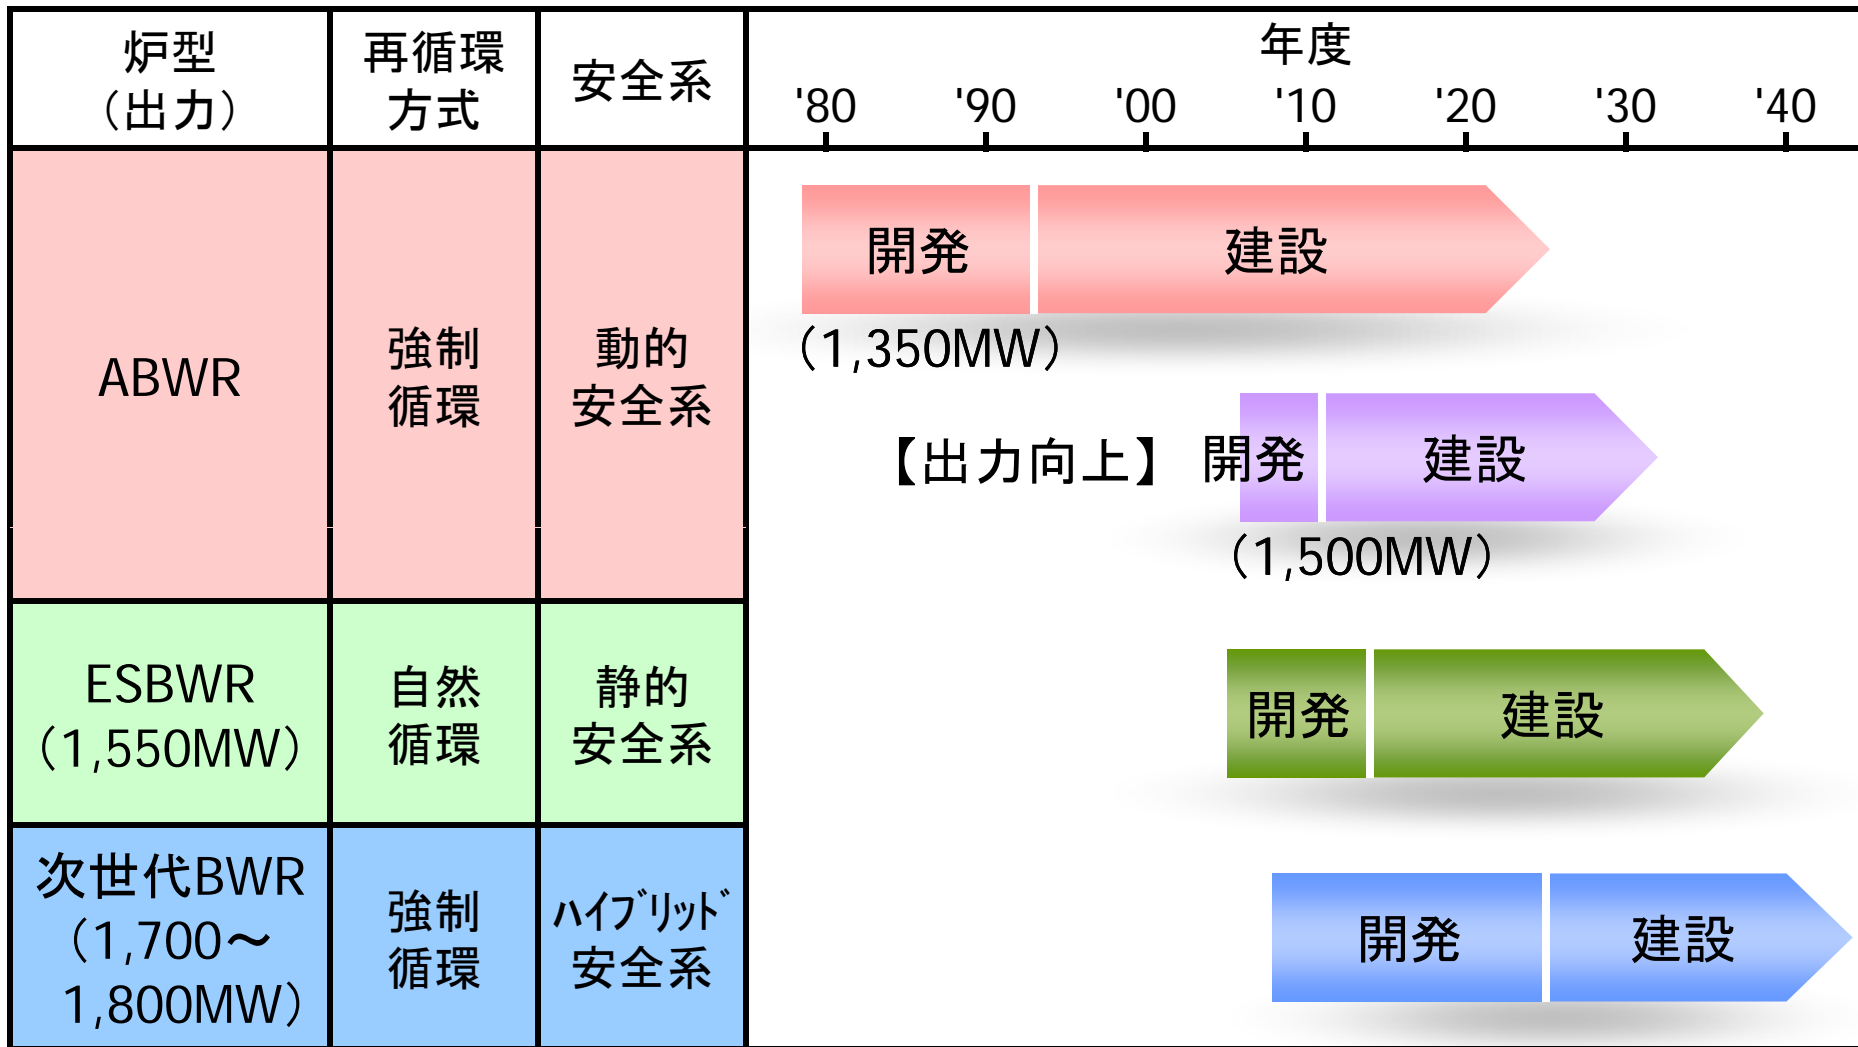 炉型
（出力）
再循環
方式
安全系
年度
'80 '90 '00 '10 '20 '30 '40
ABWR
強制
循環
動的
安全系
開発
建設
（1,350MW）
【出力向上】
開発
建設
（1,500MW）
ESBWR
（1,550MW）
自然
循環
静的
安全系
開発
建設
次世代BWR
（1,700～
1,800MW）
強制
循環
ﾊｲﾌﾞﾘｯﾄﾞ
安全系
開発
建設